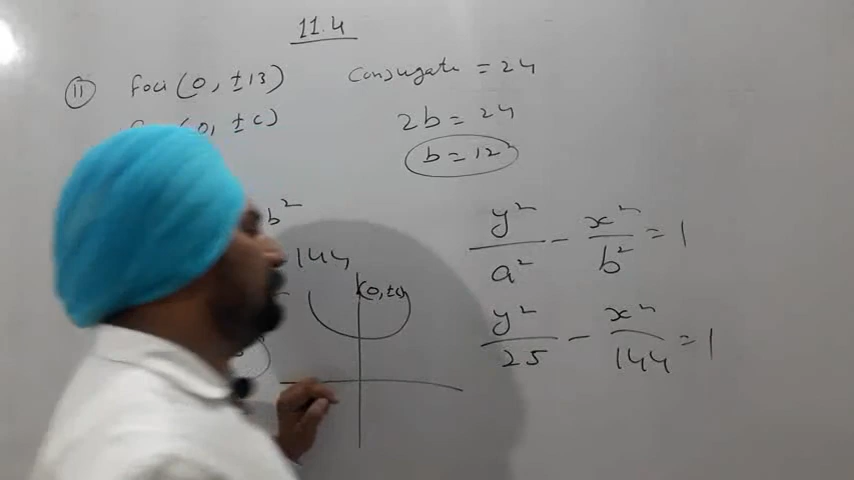 11.4
(11) Foci (0, ±13) Conjugate = 24
(0, ±c) 2b = 24
b = 12
b²
144
y²/a² - x²/b² = 1
(0, ±c)
y²/25 - x²/144 = 1